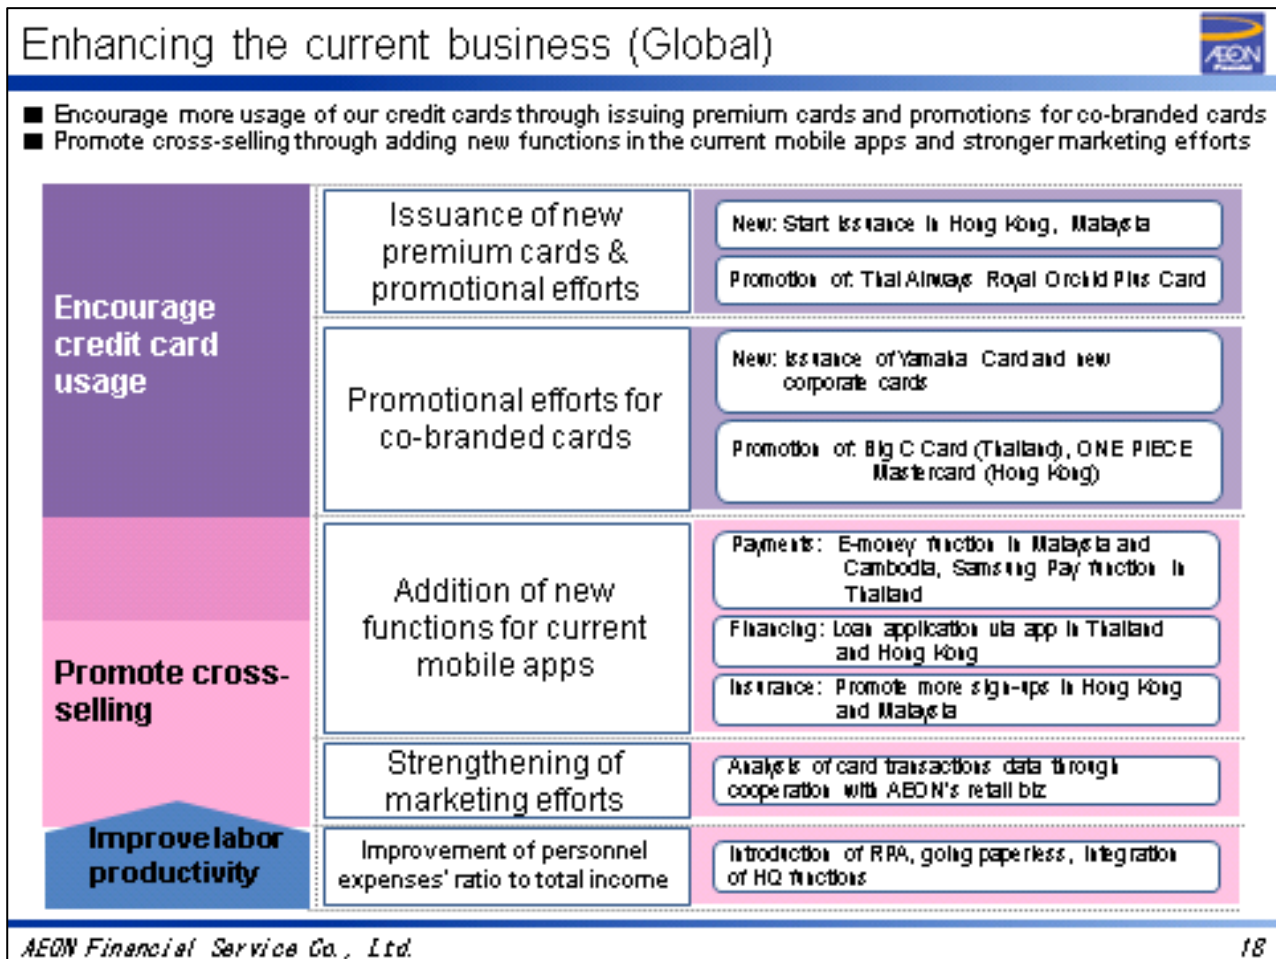 Enhancing the current business (Global)
AEON
Financial
■ Encourage more usage of our credit cards through issuing premium cards and promotions for co-branded cards
■ Promote cross-selling through adding new functions in the current mobile apps and stronger marketing efforts
Encourage
credit card
usage
Issuance of new
premium cards &
promotional efforts
New: Start issuance in Hong Kong, Malaysia
Promotion of: Thai Airways Royal Orchid Plus Card
Promotional efforts for
co-branded cards
New: Issuance of Yamaha Card and new
corporate cards
Promotion of: Big C Card (Thailand), ONE PIECE
Mastercard (Hong Kong)
Promote cross-
selling
Addition of new
functions for current
mobile apps
Payments: E-money function in Malaysia and
Cambodia, Samsung Pay function in
Thailand
Financing: Loan application via app in Thailand
and Hong Kong
Insurance: Promote more sign-ups in Hong Kong
and Malaysia
Strengthening of
marketing efforts
Analysis of card transactions data through
cooperation with AEON's retail biz
Improve labor
productivity
Improvement of personnel
expenses' ratio to total income
Introduction of RPA, going paperless, Integration
of HQ functions
AEON Financial Service Co., Ltd.
18